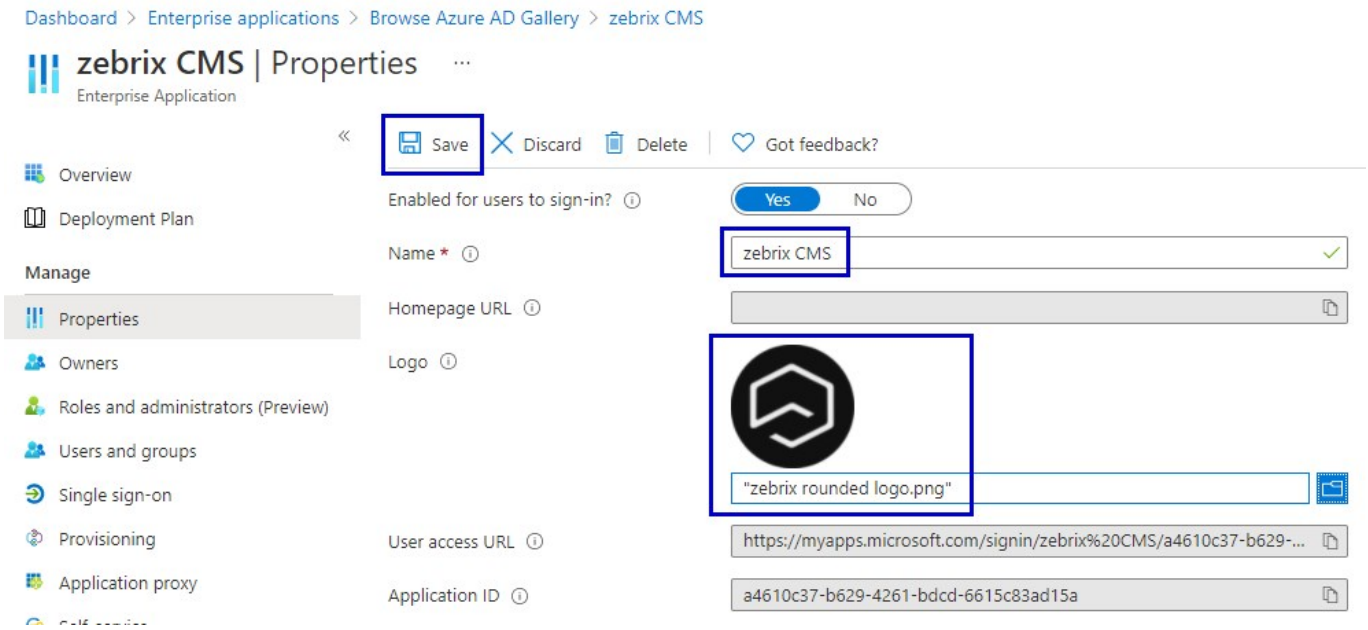 Dashboard > Enterprise applications > Browse Azure AD Gallery > zebrix CMS
zebrix CMS | Properties ...
Enterprise Application
«
Save Discard Delete Got feedback?
Overview
Deployment Plan
Manage
Properties
Owners
Roles and administrators (Preview)
Users and groups
Single sign-on
Provisioning
Application proxy
Self-service
Enabled for users to sign-in? Yes No
Name * zebrix CMS
Homepage URL
Logo
"zebrix rounded logo.png"
User access URL https://myapps.microsoft.com/signin/zebrix%20CMS/a4610c37-b629-...
Application ID a4610c37-b629-4261-bdcd-6615c83ad15a